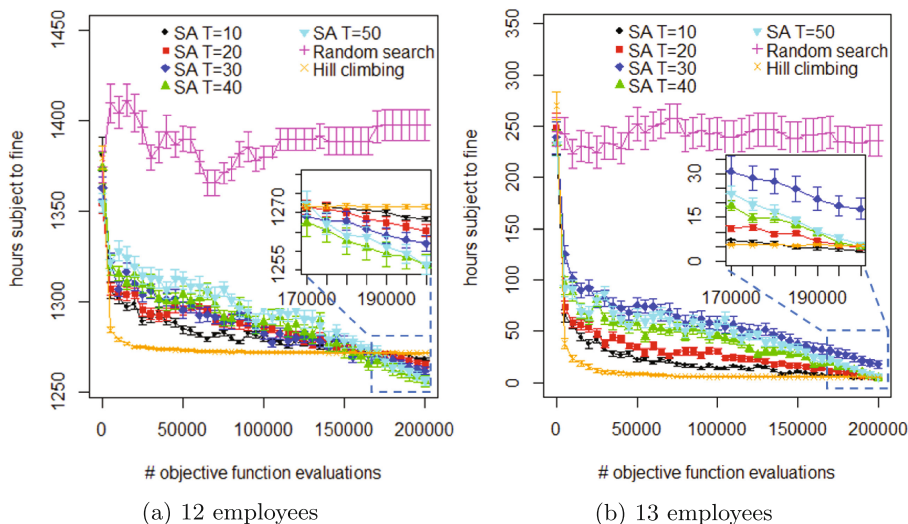 1450
1400
1350
1300
1250
hours subject to fine
SA T=10
SA T=20
SA T=30
SA T=40
SA T=50
Random search
Hill climbing
1270
1255
170000 190000
0 50000 100000 150000 200000
# objective function evaluations
(a) 12 employees
350
300
250
200
150
100
50
0
hours subject to fine
SA T=10
SA T=20
SA T=30
SA T=40
SA T=50
Random search
Hill climbing
30
15
0
170000 190000
0 50000 100000 150000 200000
# objective function evaluations
(b) 13 employees